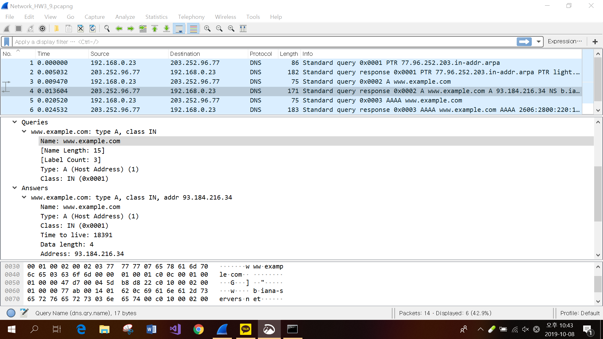 Network_HW3_9.pcapng
File Edit View Go Capture Analyze Statistics Telephony Wireless Tools Help
Apply a display filter ... <Ctrl-/> Expression... +
No. Time Source Destination Protocol Length Info
1 0.000000 192.168.0.23 203.252.96.77 DNS 86 Standard query 0x0001 PTR 77.96.252.203.in-addr.arpa
2 0.005032 203.252.96.77 192.168.0.23 DNS 182 Standard query response 0x0001 PTR 77.96.252.203.in-addr.arpa PTR light.…
3 0.009470 192.168.0.23 203.252.96.77 DNS 75 Standard query 0x0002 A www.example.com
4 0.013604 203.252.96.77 192.168.0.23 DNS 171 Standard query response 0x0002 A www.example.com A 93.184.216.34 NS b.ia…
5 0.020520 192.168.0.23 203.252.96.77 DNS 75 Standard query 0x0003 AAAA www.example.com
6 0.024532 203.252.96.77 192.168.0.23 DNS 183 Standard query response 0x0003 AAAA www.example.com AAAA 2606:2800:220:1…
Queries
www.example.com: type A, class IN
Name: www.example.com
[Name Length: 15]
[Label Count: 3]
Type: A (Host Address) (1)
Class: IN (0x0001)
Answers
www.example.com: type A, class IN, addr 93.184.216.34
Name: www.example.com
Type: A (Host Address) (1)
Class: IN (0x0001)
Time to live: 18391
Data length: 4
Address: 93.184.216.34
0030 00 01 00 02 00 02 03 77 77 77 07 65 78 61 6d 70 ·······w ww·examp
0040 6c 65 03 63 6f 6d 00 00 01 00 01 c0 0c 00 01 00 le·com·· ········
0050 01 00 00 47 d7 00 04 5d b8 d8 22 c0 10 00 02 00 ···G···] ··"·····
0060 01 00 00 77 ab 00 14 01 62 0c 69 61 6e 61 2d 73 ···w···· b·iana-s
0070 65 72 76 65 72 73 03 6e 65 74 00 c0 10 00 02 00 ervers·n et······
Query Name (dns.qry.name), 17 bytes Packets: 14 · Displayed: 6 (42.9%) Profile: Default
오후 10:43
2019-10-08